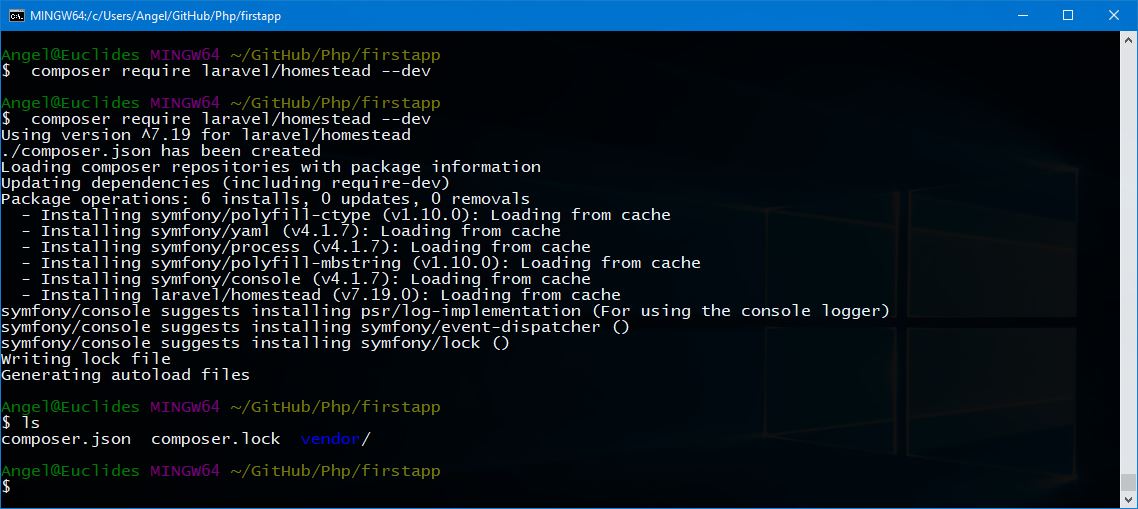 MINGW64:/c/Users/Angel/GitHub/Php/firstapp
Angel@Euclides MINGW64 ~/GitHub/Php/firstapp
$  composer require laravel/homestead --dev
Angel@Euclides MINGW64 ~/GitHub/Php/firstapp
$  composer require laravel/homestead --dev
Using version ^7.19 for laravel/homestead
./composer.json has been created
Loading composer repositories with package information
Updating dependencies (including require-dev)
Package operations: 6 installs, 0 updates, 0 removals
  - Installing symfony/polyfill-ctype (v1.10.0): Loading from cache
  - Installing symfony/yaml (v4.1.7): Loading from cache
  - Installing symfony/process (v4.1.7): Loading from cache
  - Installing symfony/polyfill-mbstring (v1.10.0): Loading from cache
  - Installing symfony/console (v4.1.7): Loading from cache
  - Installing laravel/homestead (v7.19.0): Loading from cache
symfony/console suggests installing psr/log-implementation (For using the console logger)
symfony/console suggests installing symfony/event-dispatcher ()
symfony/console suggests installing symfony/lock ()
Writing lock file
Generating autoload files
Angel@Euclides MINGW64 ~/GitHub/Php/firstapp
$ ls
composer.json  composer.lock  vendor/
Angel@Euclides MINGW64 ~/GitHub/Php/firstapp
$